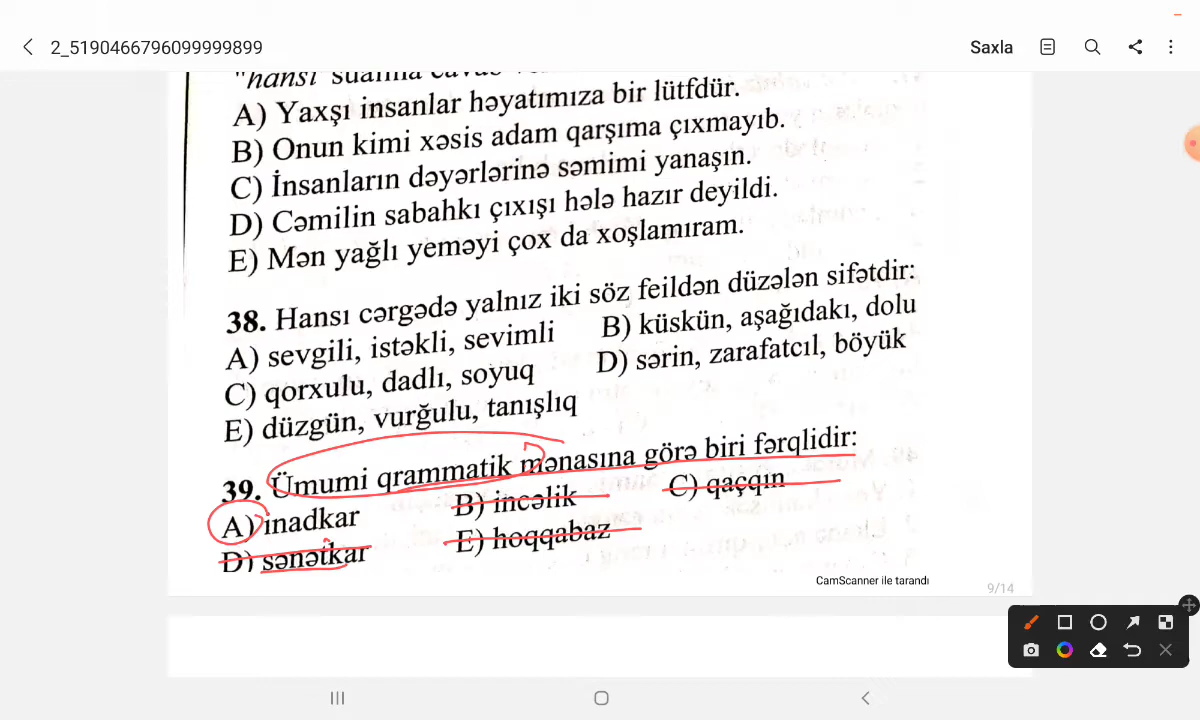 2_5190466796099999899
Saxla
"hansı" sualına
A) Yaxşı insanlar həyatımıza bir lütfdür.
B) Onun kimi xəsis adam qarşıma çıxmayıb.
C) İnsanların dəyərlərinə səmimi yanaşın.
D) Cəmilin sabahkı çıxışı hələ hazır deyildi.
E) Mən yağlı yeməyi çox da xoşlamıram.
38. Hansı cərgədə yalnız iki söz feildən düzələn sifətdir:
A) sevgili, istəkli, sevimli B) küskün, aşağıdakı, dolu
C) qorxulu, dadlı, soyuq D) sərin, zarafatcıl, böyük
E) düzgün, vurğulu, tanışlıq
39. Ümumi qrammatik mənasına görə biri fərqlidir:
A) inadkar B) incəlik C) qaçqın
D) sənətkar E) hoqqabaz
CamScanner ile tarandı
9/14